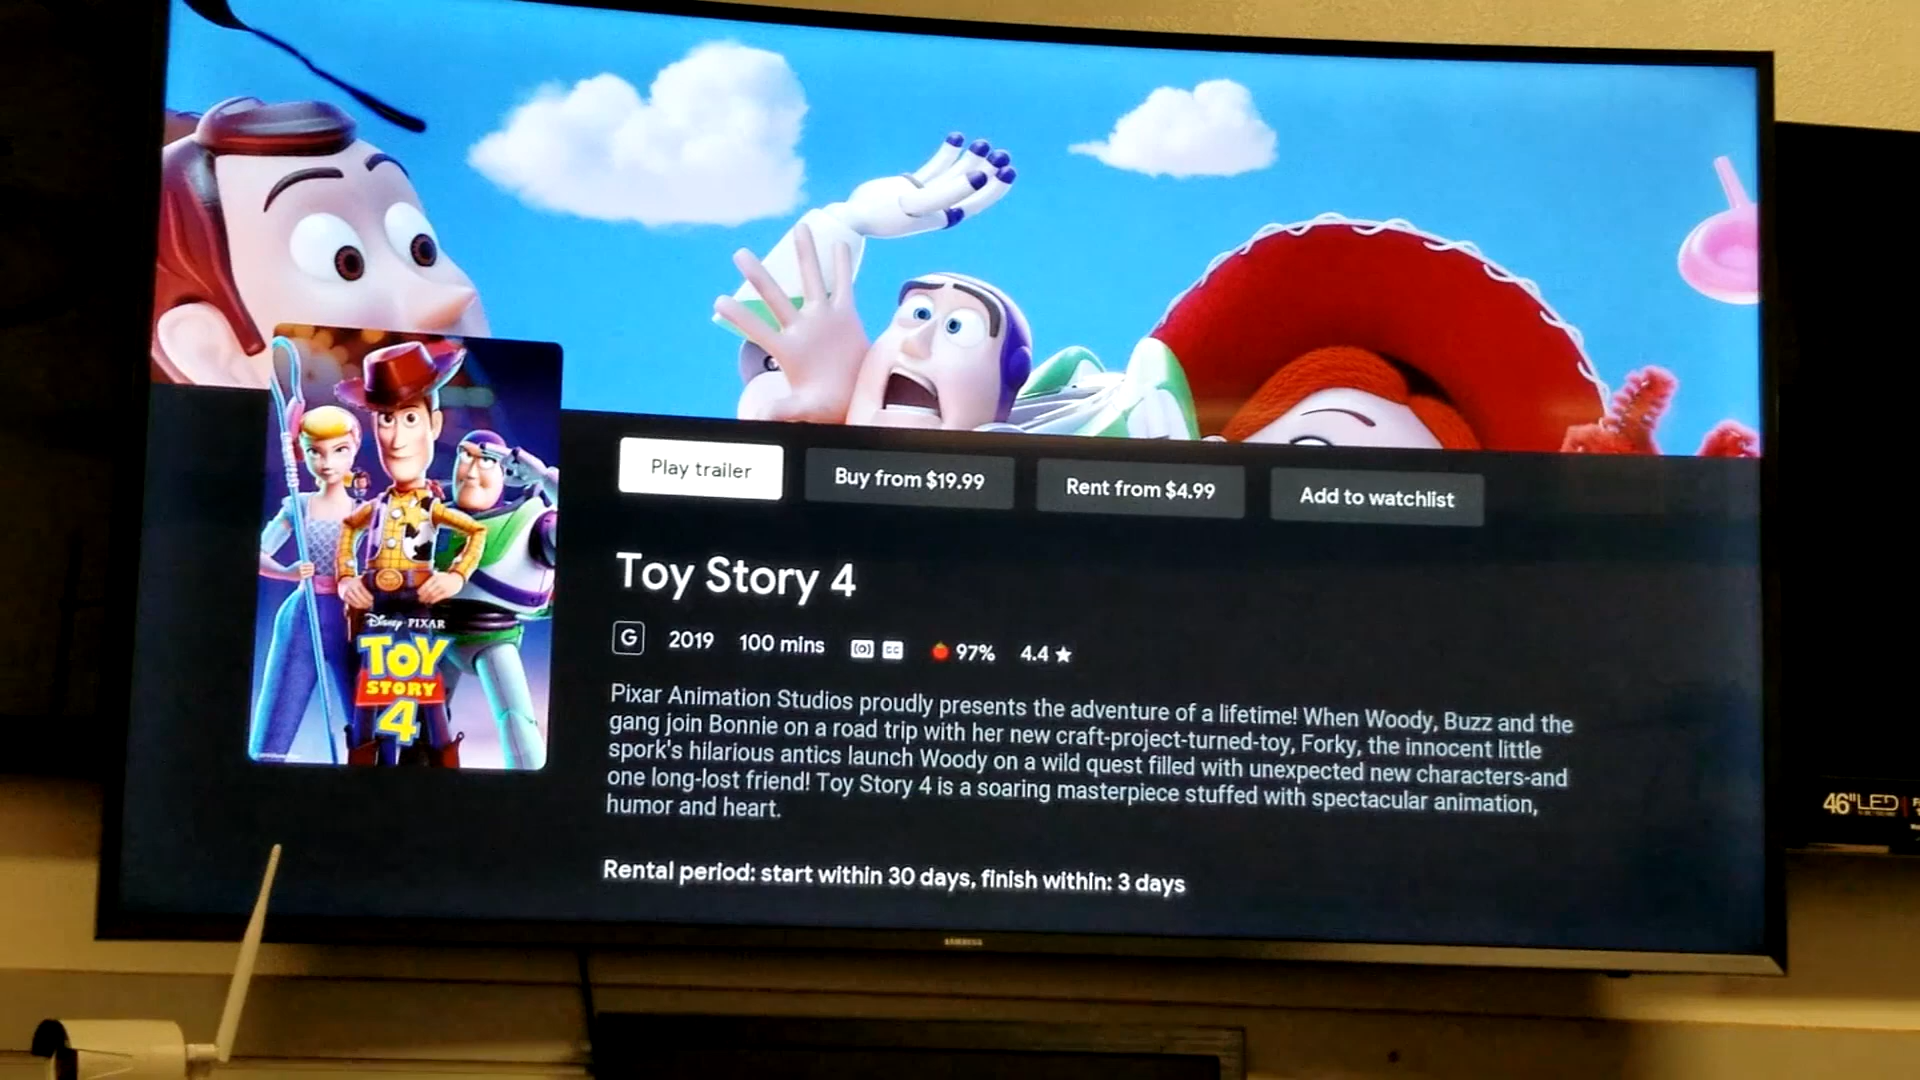 Play trailer
Buy from $19.99
Rent from $4.99
Add to watchlist
Toy Story 4
G 2019 100 mins CC 97% 4.4 ★
Pixar Animation Studios proudly presents the adventure of a lifetime! When Woody, Buzz and the
gang join Bonnie on a road trip with her new craft-project-turned-toy, Forky, the innocent little
spork's hilarious antics launch Woody on a wild quest filled with unexpected new characters-and
one long-lost friend! Toy Story 4 is a soaring masterpiece stuffed with spectacular animation,
humor and heart.
Rental period: start within 30 days, finish within: 3 days
Disney PIXAR
TOY
STORY
4
SAMSUNG
46" LED